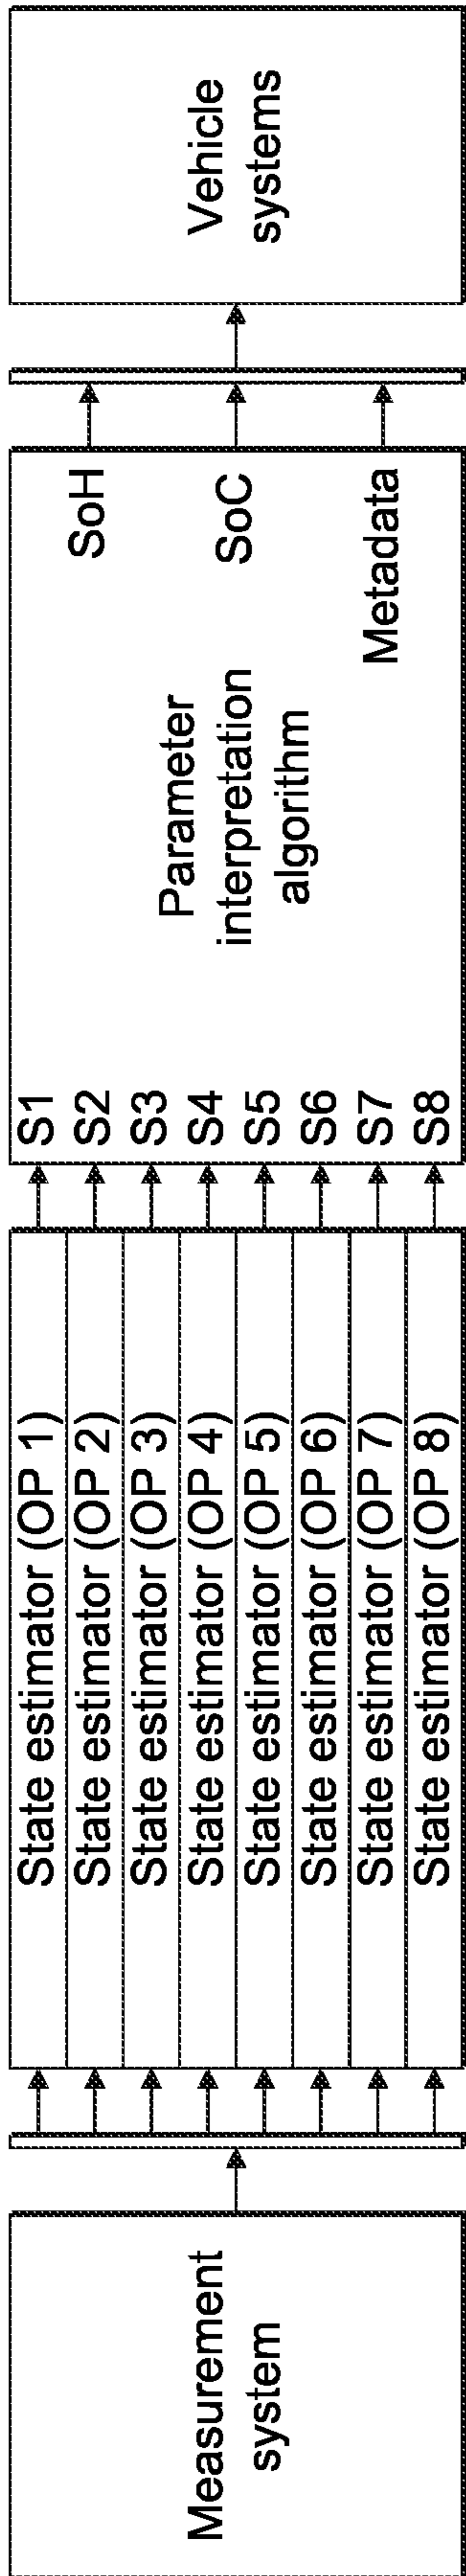 Measurement
system
State estimator (OP 1)
State estimator (OP 2)
State estimator (OP 3)
State estimator (OP 4)
State estimator (OP 5)
State estimator (OP 6)
State estimator (OP 7)
State estimator (OP 8)
S1
S2
S3
S4
S5
S6
S7
S8
Parameter
interpretation
algorithm
SoH
SoC
Metadata
Vehicle
systems